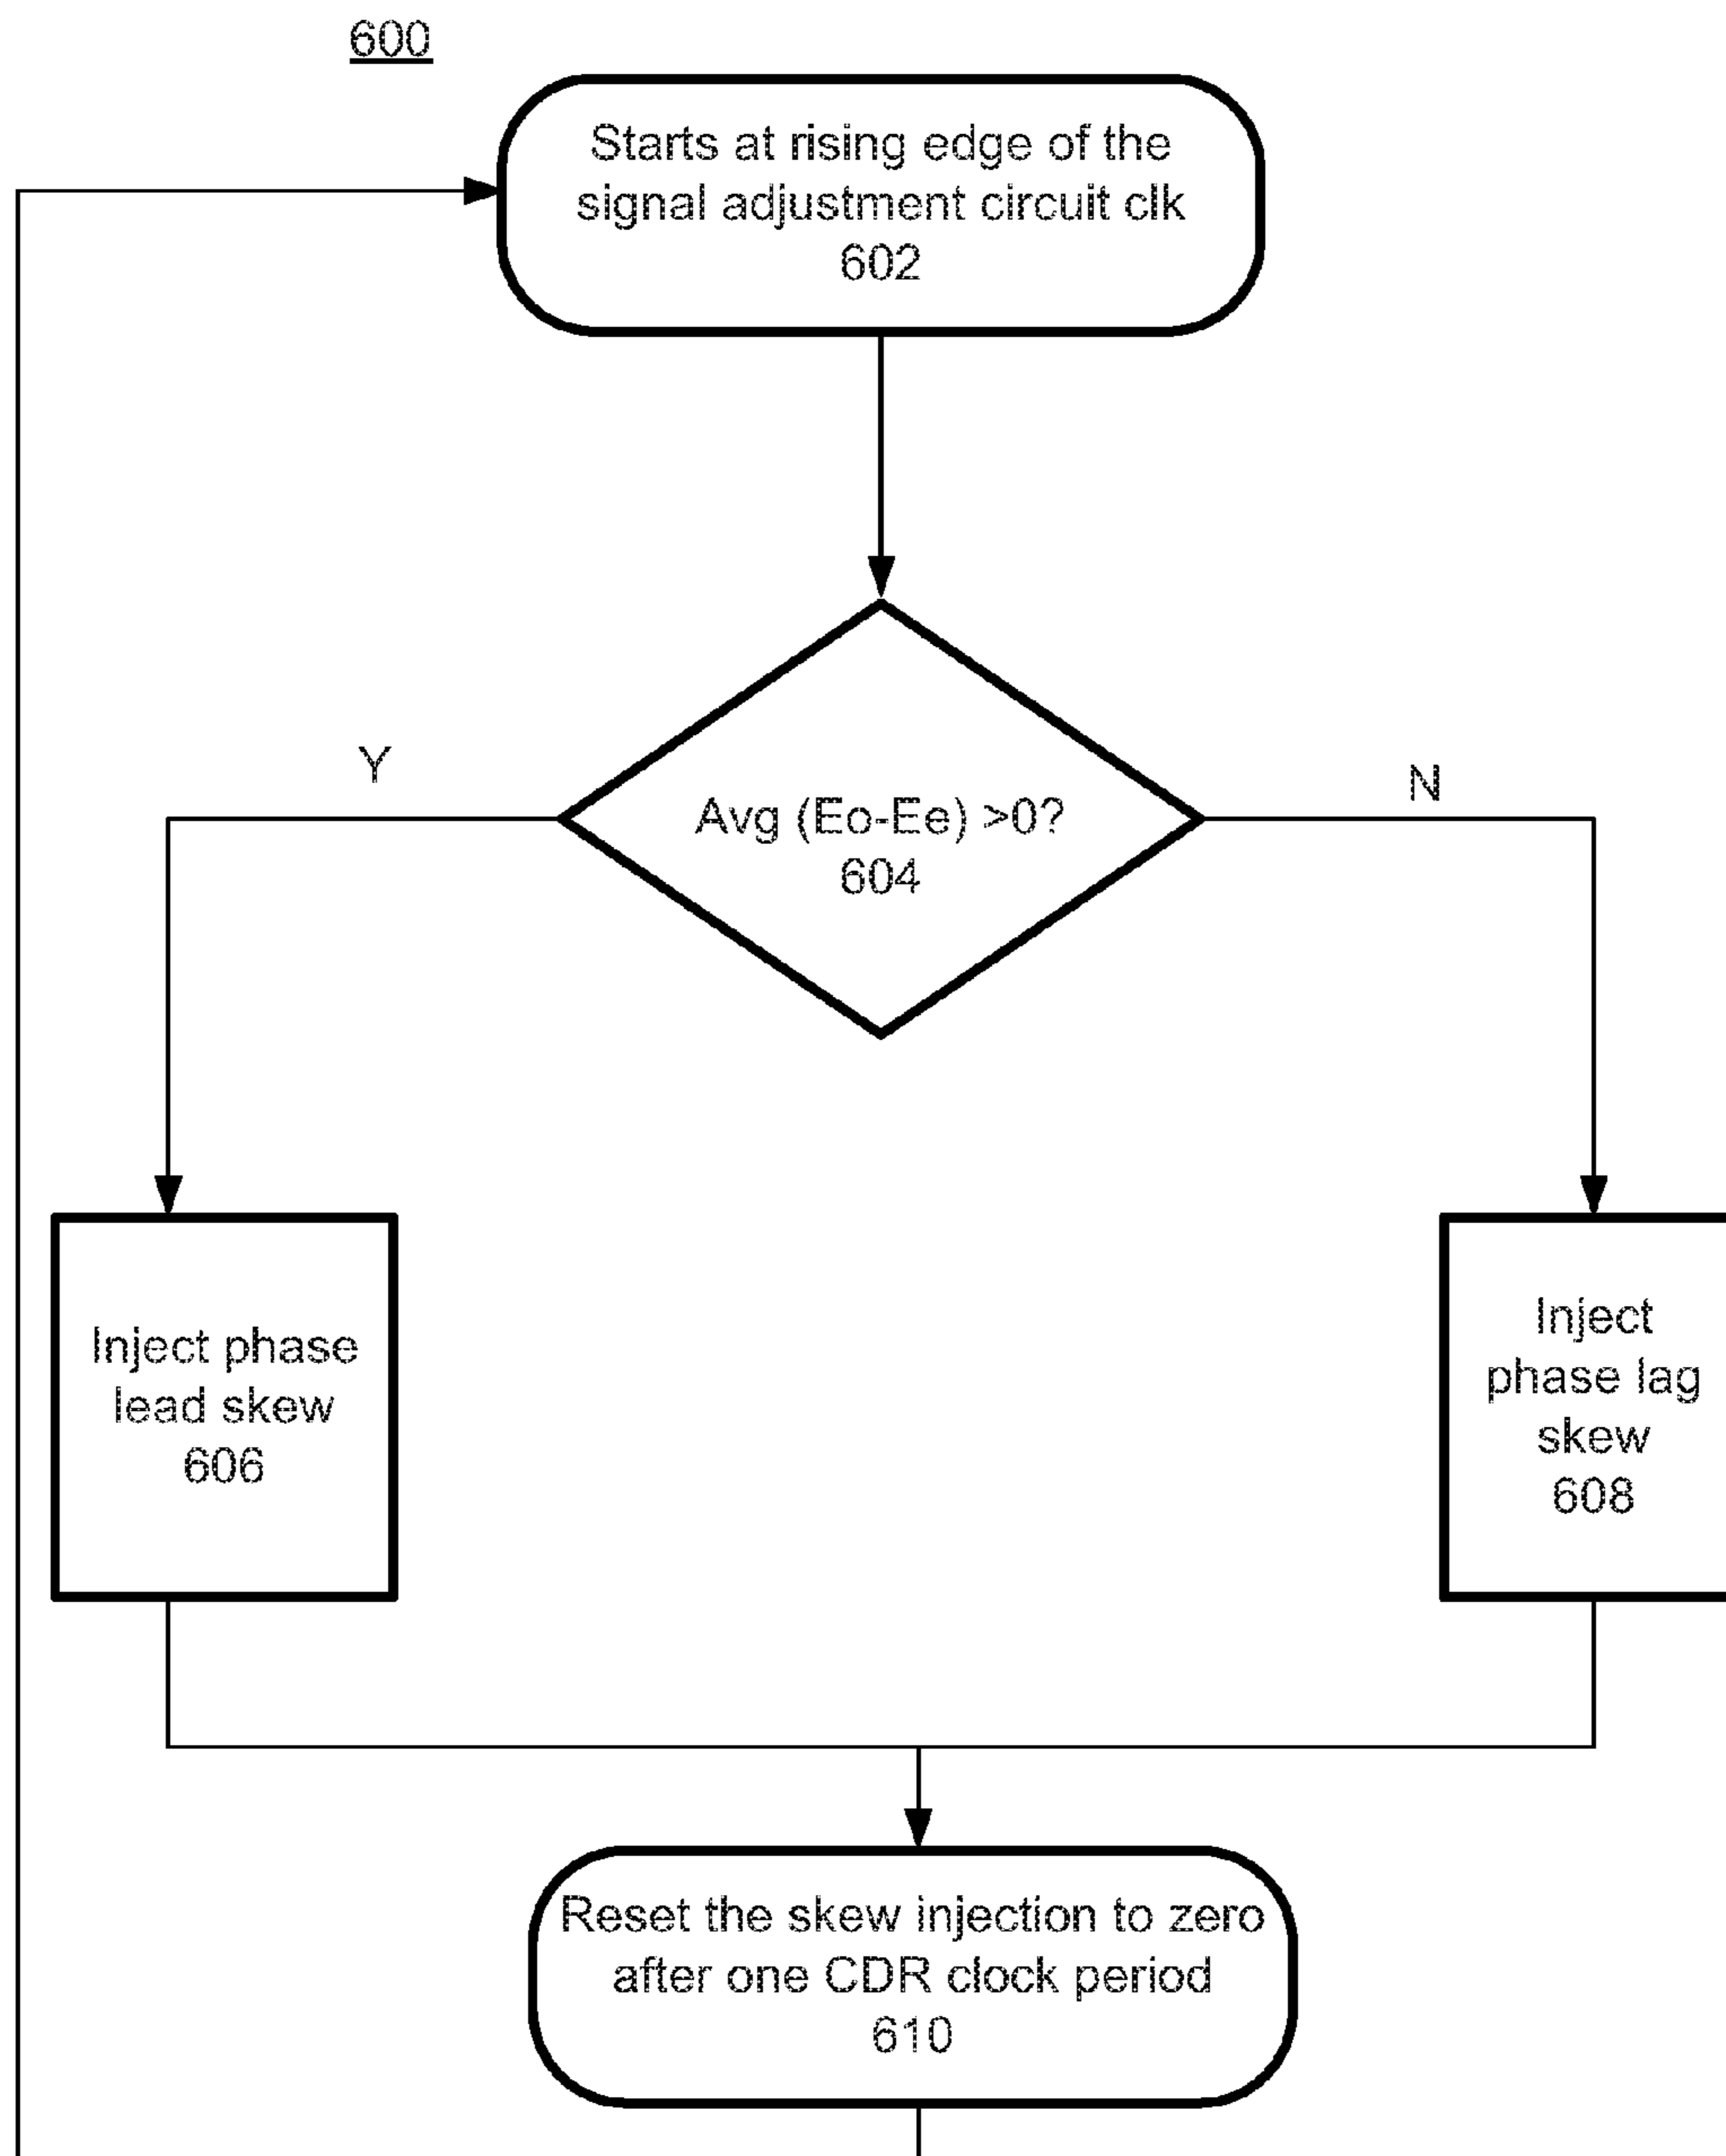 600
Starts at rising edge of the
signal adjustment circuit clk
602
Y
N
Avg (Eo-Ee) >0?
604
Inject phase
lead skew
606
Inject
phase lag
skew
608
Reset the skew injection to zero
after one CDR clock period
610